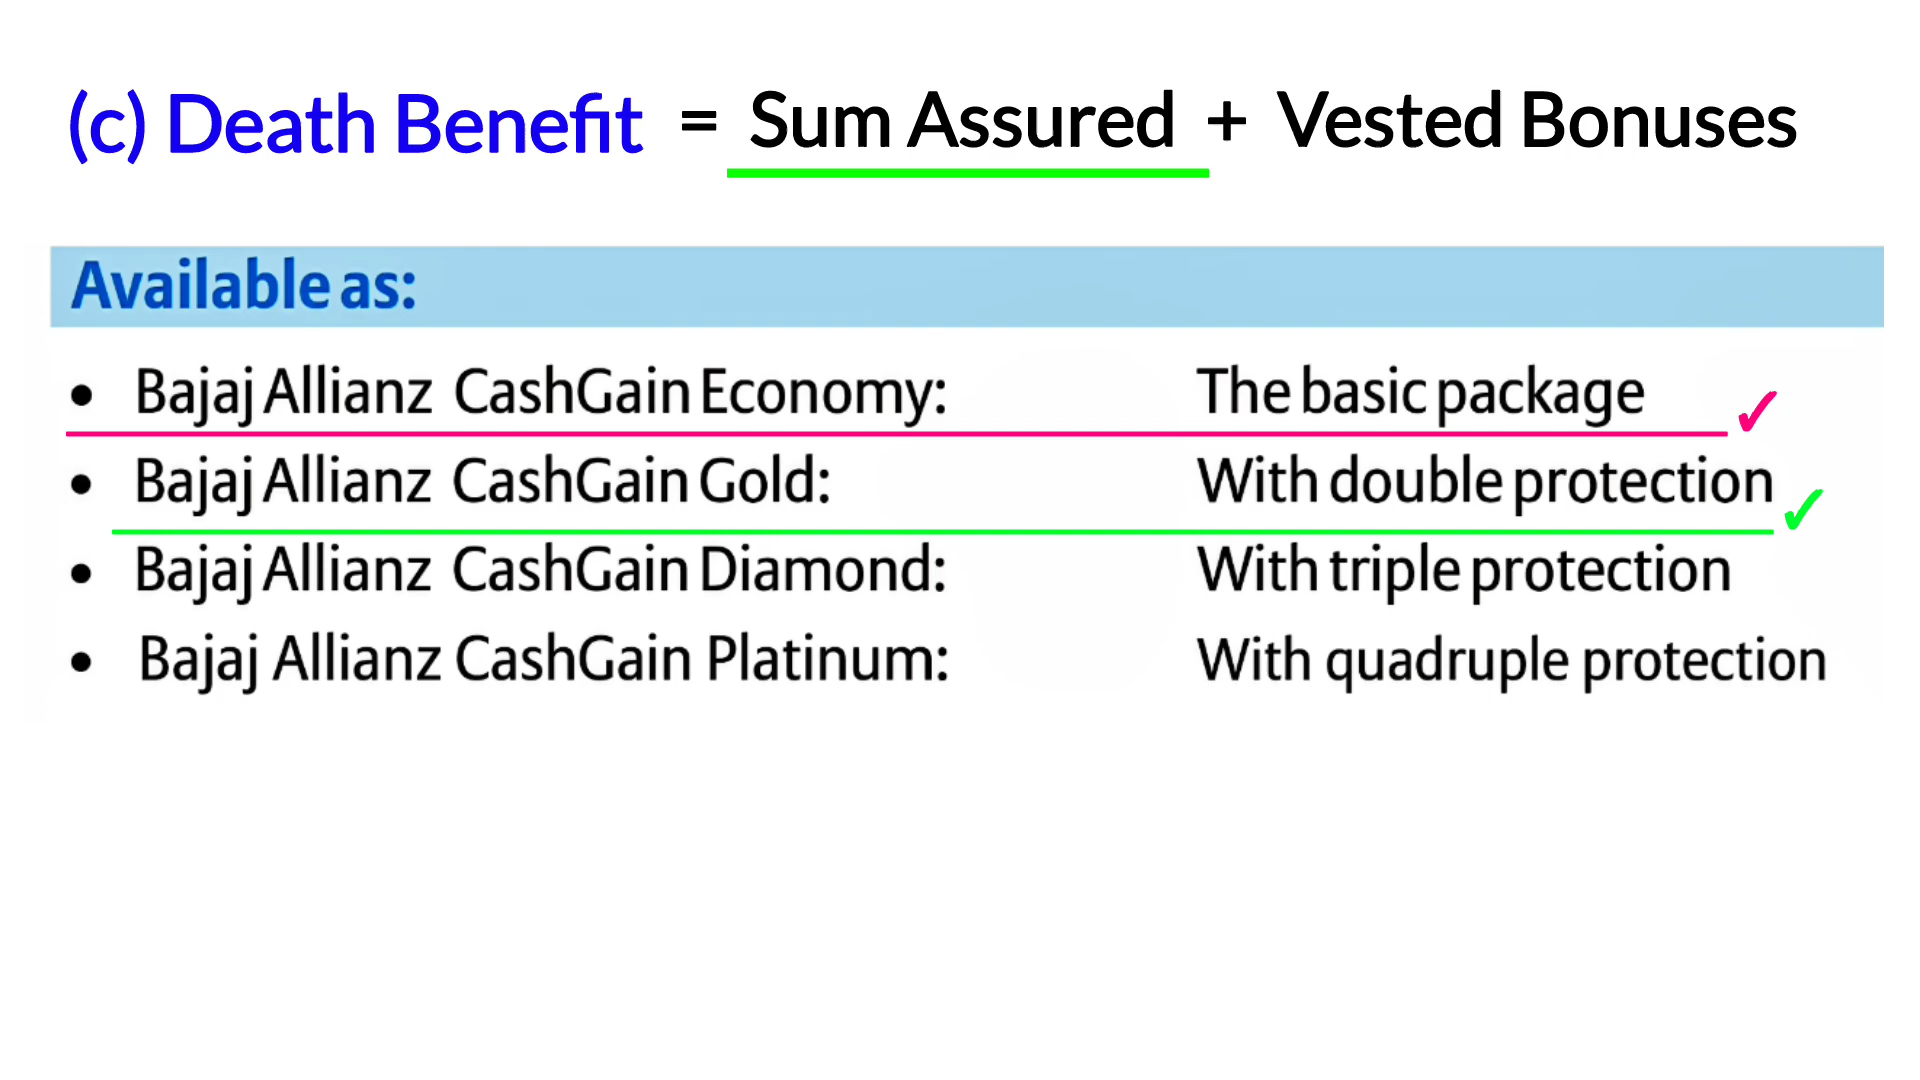 (c) Death Benefit = Sum Assured + Vested Bonuses
Available as:
• Bajaj Allianz CashGain Economy: The basic package ✓
• Bajaj Allianz CashGain Gold: With double protection ✓
• Bajaj Allianz CashGain Diamond: With triple protection
• Bajaj Allianz CashGain Platinum: With quadruple protection